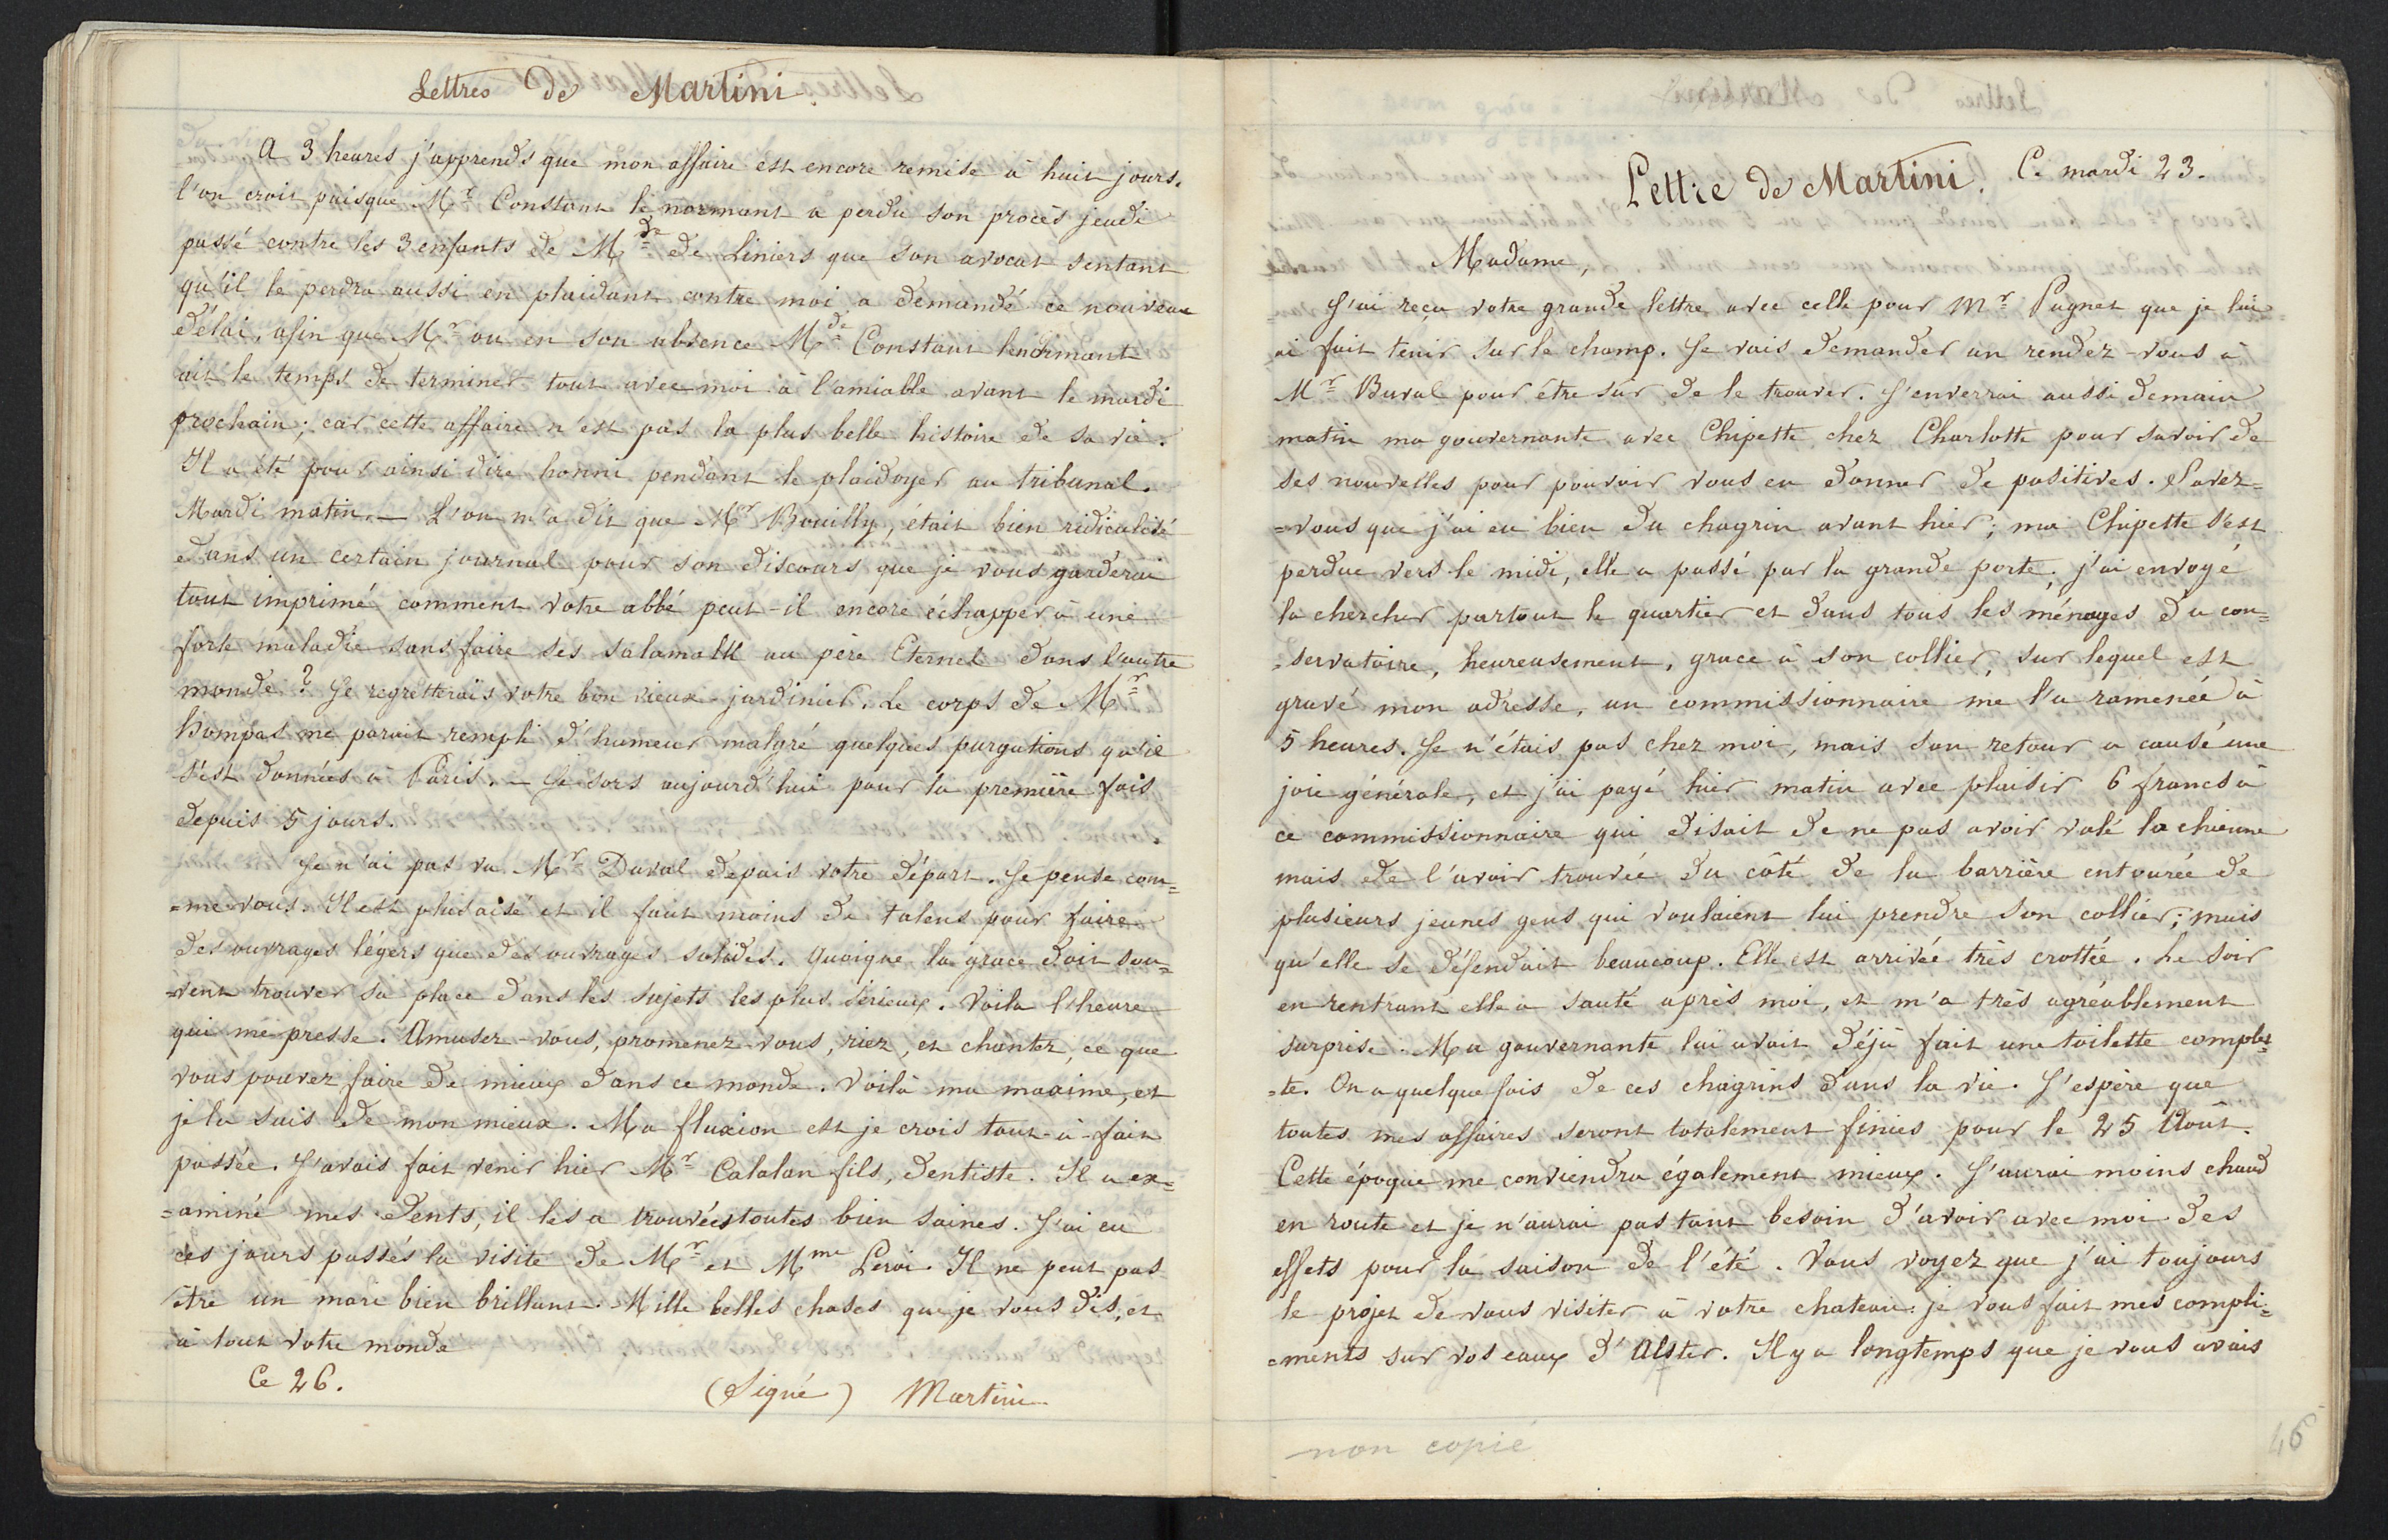 Lettres de Martini.
A 3 heures j'apprends que mon affaire est encore remise à huit jours.
l'on croit puisque Mr Constant lenormant a perdu son procès jeudi
passé contre les 3 enfants de Mde de Liniers que son avocat sentant
qu'il le perdra aussi en plaidant contre moi a demandé ce nouveau
délai, afin que Mr ou en son absence Mde Constant lenormant
ait le temps de terminer tout avec moi à l'amiable avant le mardi
prochain; car cette affaire n'est pas la plus belle histoire de sa vie.
Il a été pour ainsi dire honni pendant le plaidoyer au tribunal.
Mardi matin. — L'on m'a dit que Mr Bouilly, était bien ridiculisé
dans un certain journal pour son discours que je vous garderai
tout imprimé comment votre abbé peut-il encore échapper à une
forte maladie sans faire ses salamalk au père Eternel dans l'autre
monde? Je regretterais votre bon vieux jardinier. Le corps de Mr
Bompas me parait rempli d'humeur malgré quelques purgations qu'il
s'est données à Paris. — Je sors aujourd'hui pour la première fois
depuis 5 jours.
Je n'ai pas vu Mr Duval depuis votre départ. Je pense com=
=me vous. Il est plus aisé et il faut moins de talens pour faire
des ouvrages légers que des ouvrages solides. quoique la grace doit sou=
=vent trouver sa place dans les sujets les plus sérieux. Voila l'heure
qui me presse. Amusez-vous, promenez-vous, riez, et chantez, ce que
vous pouvez faire de mieux dans ce monde. Voilà ma maxime, et
je la suis de mon mieux. Ma fluxion est je crois tout-à-fait
passée. J'avais fait venir hier Mr Catalan fils, dentiste. Il a ex=
=aminé mes dents, il les a trouvées toutes bien saines. J'ai eu
ces jours passés la visite de Mr et Mme Leroi. Il ne peut pas
être un mari bien brillant. Mille belles choses que je vous dis, et
à tout votre monde
Ce 26.
(Signé) Martini
Lettre de Martini. Ce mardi 23.
Madame,
J'ai reçu votre grande lettre avec celle pour Mr Pugnet que je lui
ai fait tenir sur le champ. Je vais demander un rendez-vous à
Mr Buval pour être sûr de le trouver. J'enverrai aussi demain
matin ma gouvernante avec Chipette chez Charlotte pour savoir de
ses nouvelles pour pouvoir vous en donner de positives. Savez=
=vous que j'ai eu bien du chagrin avant hier; ma Chipette s'est
perdue vers le midi, elle a passé par la grande porte; j'ai envoyé
la chercher partout le quartier et dans tous les ménages du con=
=servatoire, heureusement, grace à son collier, sur lequel est
gravé mon adresse, un commissionnaire me l'a ramenée à
5 heures. Je n'étais pas chez moi, mais son retour a causé une
joie générale, et j'ai payé hier matin avec plaisir 6 francs à
ce commissionnaire qui disait de ne pas avoir volé la chienne
mais de l'avoir trouvée du côté de la barrière entourée de
plusieurs jeunes gens qui voulaient lui prendre son collier; mais
qu'elle se défendait beaucoup. Elle est arrivée très crottée. Le soir
en rentrant elle a sauté après moi, et m'a très agréablement
surprise. Ma gouvernante lui avait déjà fait une toilette complet=
=te. On a quelque fois de ces chagrins dans la vie. J'espère que
toutes mes affaires seront totalement finies pour le 25 Août.
Cette époque me conviendra également mieux. J'aurai moins chaud
en route et je n'aurai pas tant besoin d'avoir avec moi des
effets pour la saison de l'été. Vous voyez que j'ai toujours
le projet de vous visiter à votre chateau: je vous fait mes compli=
=ments sur vos eaux d'Alster. Il y a longtemps que je vous avais
non copié
46